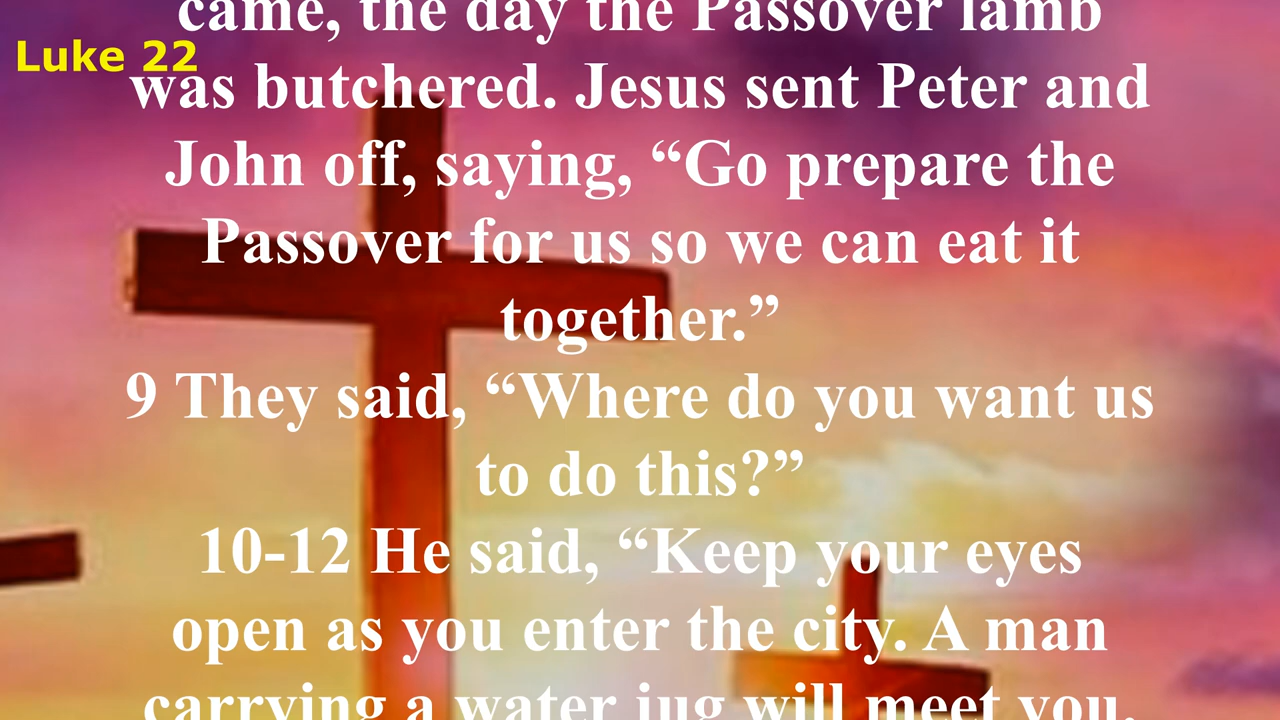 came, the day the Passover lamb
Luke 22
was butchered. Jesus sent Peter and
John off, saying, “Go prepare the
Passover for us so we can eat it
together.”
9 They said, “Where do you want us
to do this?”
10-12 He said, “Keep your eyes
open as you enter the city. A man
carrying a water jug will meet you.